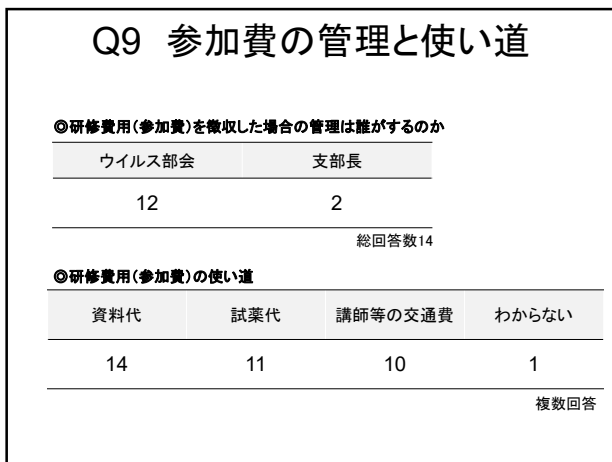 Q9 参加費の管理と使い道
◎研修費用(参加費)を徴収した場合の管理は誰がするのか
ウイルス部会 支部長
12 2
総回答数14
◎研修費用(参加費)の使い道
資料代 試薬代 講師等の交通費 わからない
14 11 10 1
複数回答